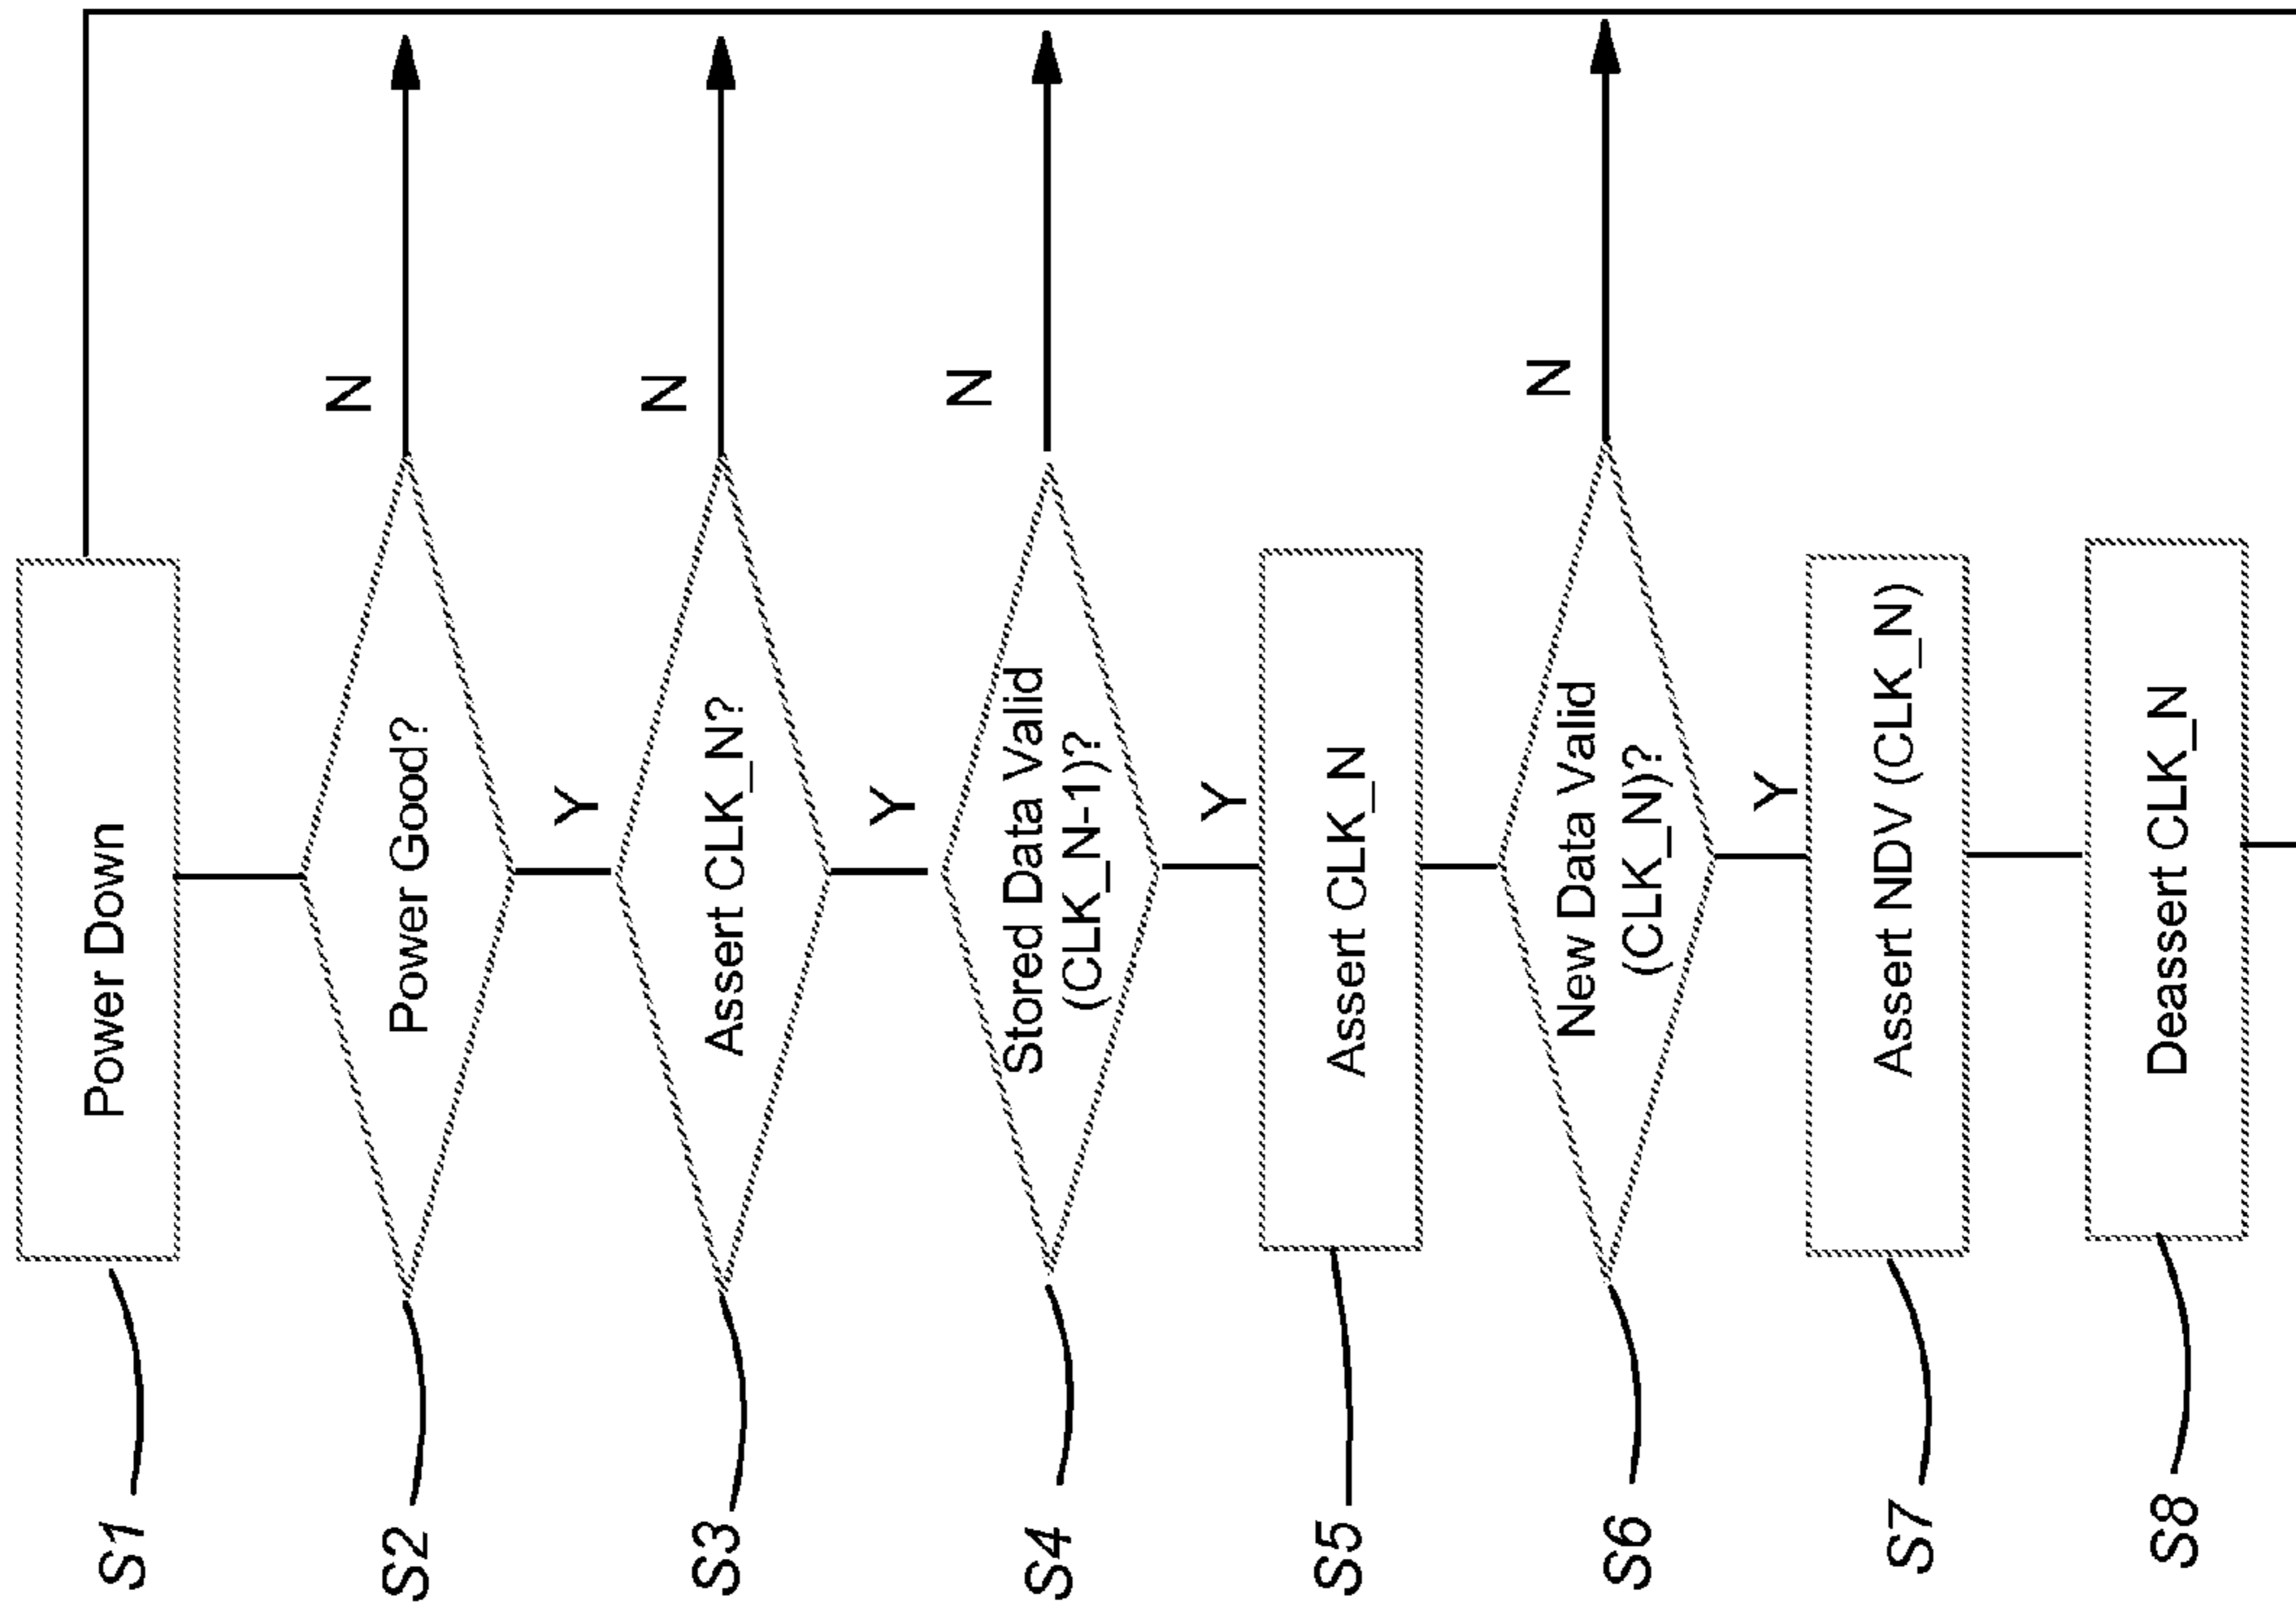 S1
Power Down
S2
Power Good?
N
Y
S3
Assert CLK_N?
N
Y
S4
Stored Data Valid
(CLK_N-1)?
N
Y
S5
Assert CLK_N
S6
New Data Valid
(CLK_N)?
N
Y
S7
Assert NDV (CLK_N)
S8
Deassert CLK_N